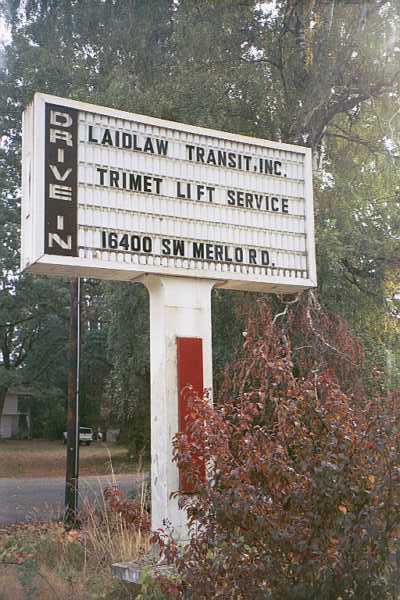 DRIVE IN
LAIDLAW TRANSIT, INC.
TRIMET LIFT SERVICE
16400 SW MERLO RD.